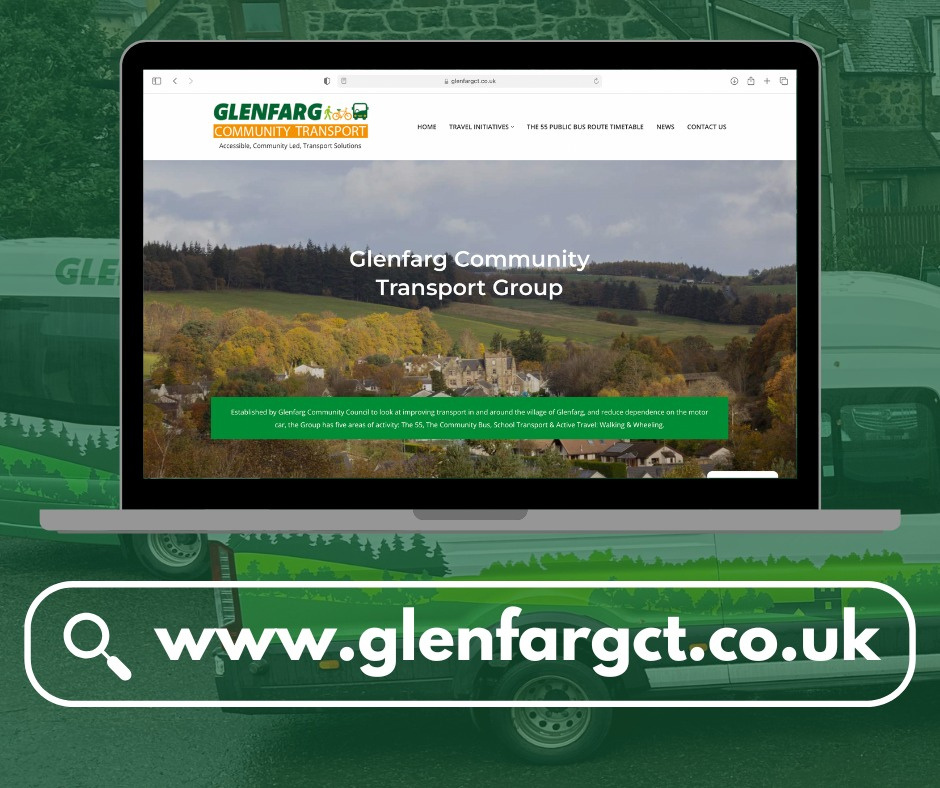 glenfargct.co.uk
GLENFARG
COMMUNITY TRANSPORT
Accessible, Community Led, Transport Solutions
HOME TRAVEL INITIATIVES THE 55 PUBLIC BUS ROUTE TIMETABLE NEWS CONTACT US
Glenfarg Community
Transport Group
GLE
Established by Glenfarg Community Council to look at improving transport in and around the village of Glenfarg, and reduce dependence on the motor
car, the Group has five areas of activity: The 55, The Community Bus, School Transport & Active Travel: Walking & Wheeling.
www.glenfargct.co.uk